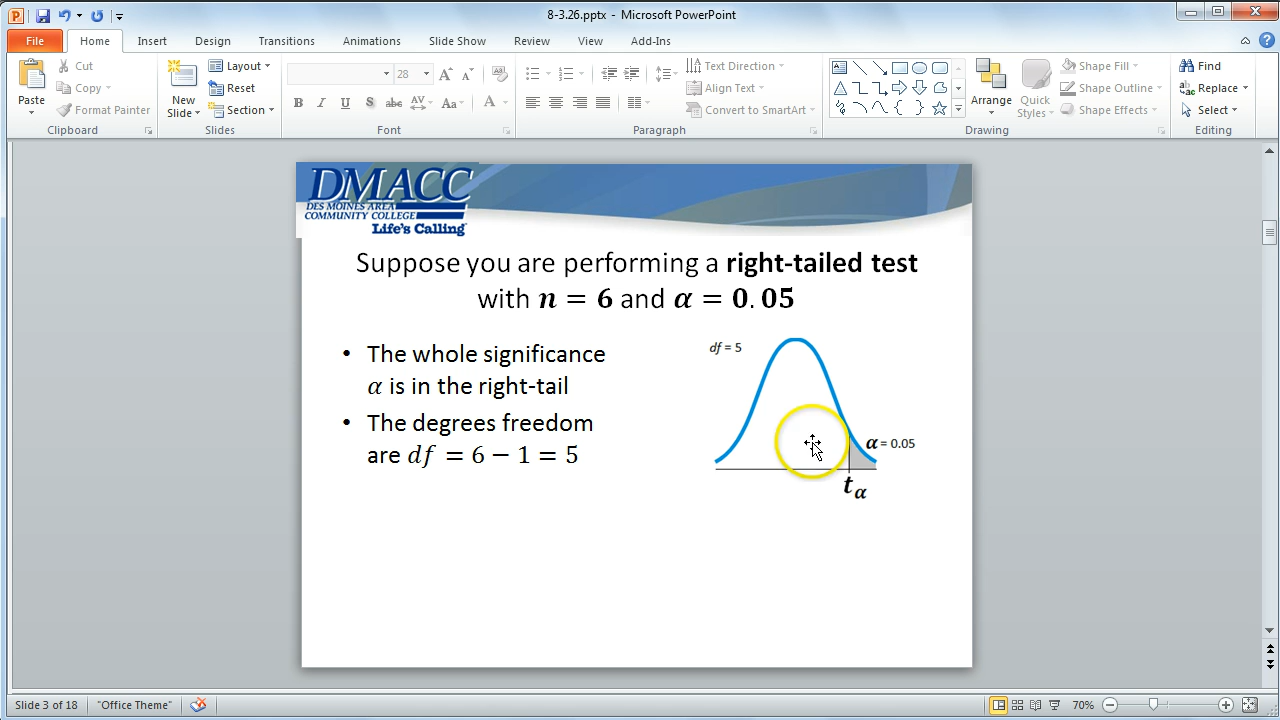 8-3.26.pptx - Microsoft PowerPoint
File Home Insert Design Transitions Animations Slide Show Review View Add-Ins
Paste
Cut
Copy
Format Painter
Clipboard
New Slide
Layout
Reset
Section
Slides
28
B I U S abc AV Aa A
Font
Text Direction
Align Text
Convert to SmartArt
Paragraph
Arrange
Quick Styles
Shape Fill
Shape Outline
Shape Effects
Drawing
Find
Replace
Select
Editing
DMACC
DES MOINES AREA
COMMUNITY COLLEGE
Life's Calling
Suppose you are performing a right-tailed test
with n = 6 and α = 0.05
• The whole significance
α is in the right-tail
• The degrees freedom
are df = 6 − 1 = 5
df = 5
α = 0.05
tα
Slide 3 of 18 "Office Theme" 70%